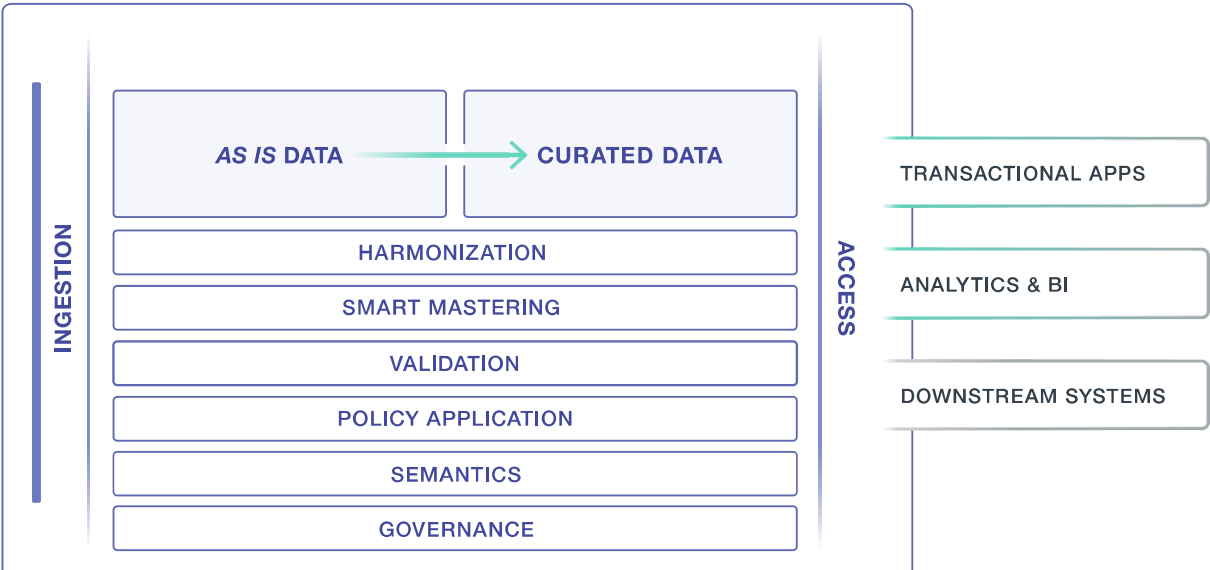 INGESTION
AS IS DATA
CURATED DATA
HARMONIZATION
SMART MASTERING
VALIDATION
POLICY APPLICATION
SEMANTICS
GOVERNANCE
ACCESS
TRANSACTIONAL APPS
ANALYTICS & BI
DOWNSTREAM SYSTEMS